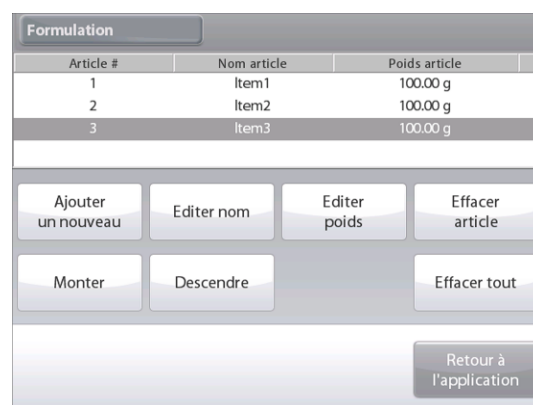 Formulation
Article # Nom article Poids article
1 Item1 100.00 g
2 Item2 100.00 g
3 Item3 100.00 g
Ajouter un nouveau
Editer nom
Editer poids
Effacer article
Monter
Descendre
Effacer tout
Retour à l'application